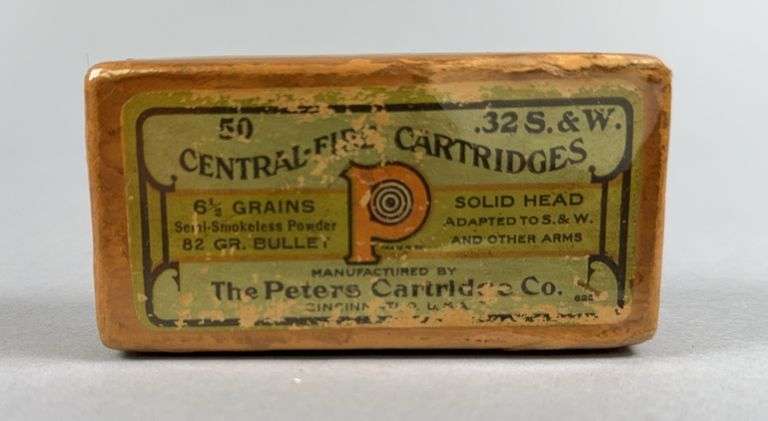 50 .32 S. & W.
CENTRAL-FIRE CARTRIDGES
6½ GRAINS
Semi-Smokeless Powder
82 GR. BULLET
P
SOLID HEAD
ADAPTED TO S. & W.
AND OTHER ARMS
MANUFACTURED BY
The Peters Cartridge Co.
CINCINNATI, O. U.S.A.